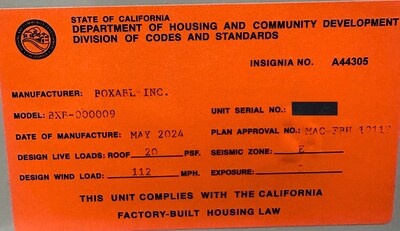 STATE OF CALIFORNIA
DEPARTMENT OF HOUSING AND COMMUNITY DEVELOPMENT
DIVISION OF CODES AND STANDARDS
INSIGNIA NO. A44305
MANUFACTURER: BOXABL INC.
MODEL: BXB-000009 UNIT SERIAL NO.:
DATE OF MANUFACTURE: MAY 2024 PLAN APPROVAL NO.: MAC-FBH
DESIGN LIVE LOADS: ROOF 20 PSF. SEISMIC ZONE: E
DESIGN WIND LOAD: 112 MPH. EXPOSURE: -
THIS UNIT COMPLIES WITH THE CALIFORNIA
FACTORY-BUILT HOUSING LAW